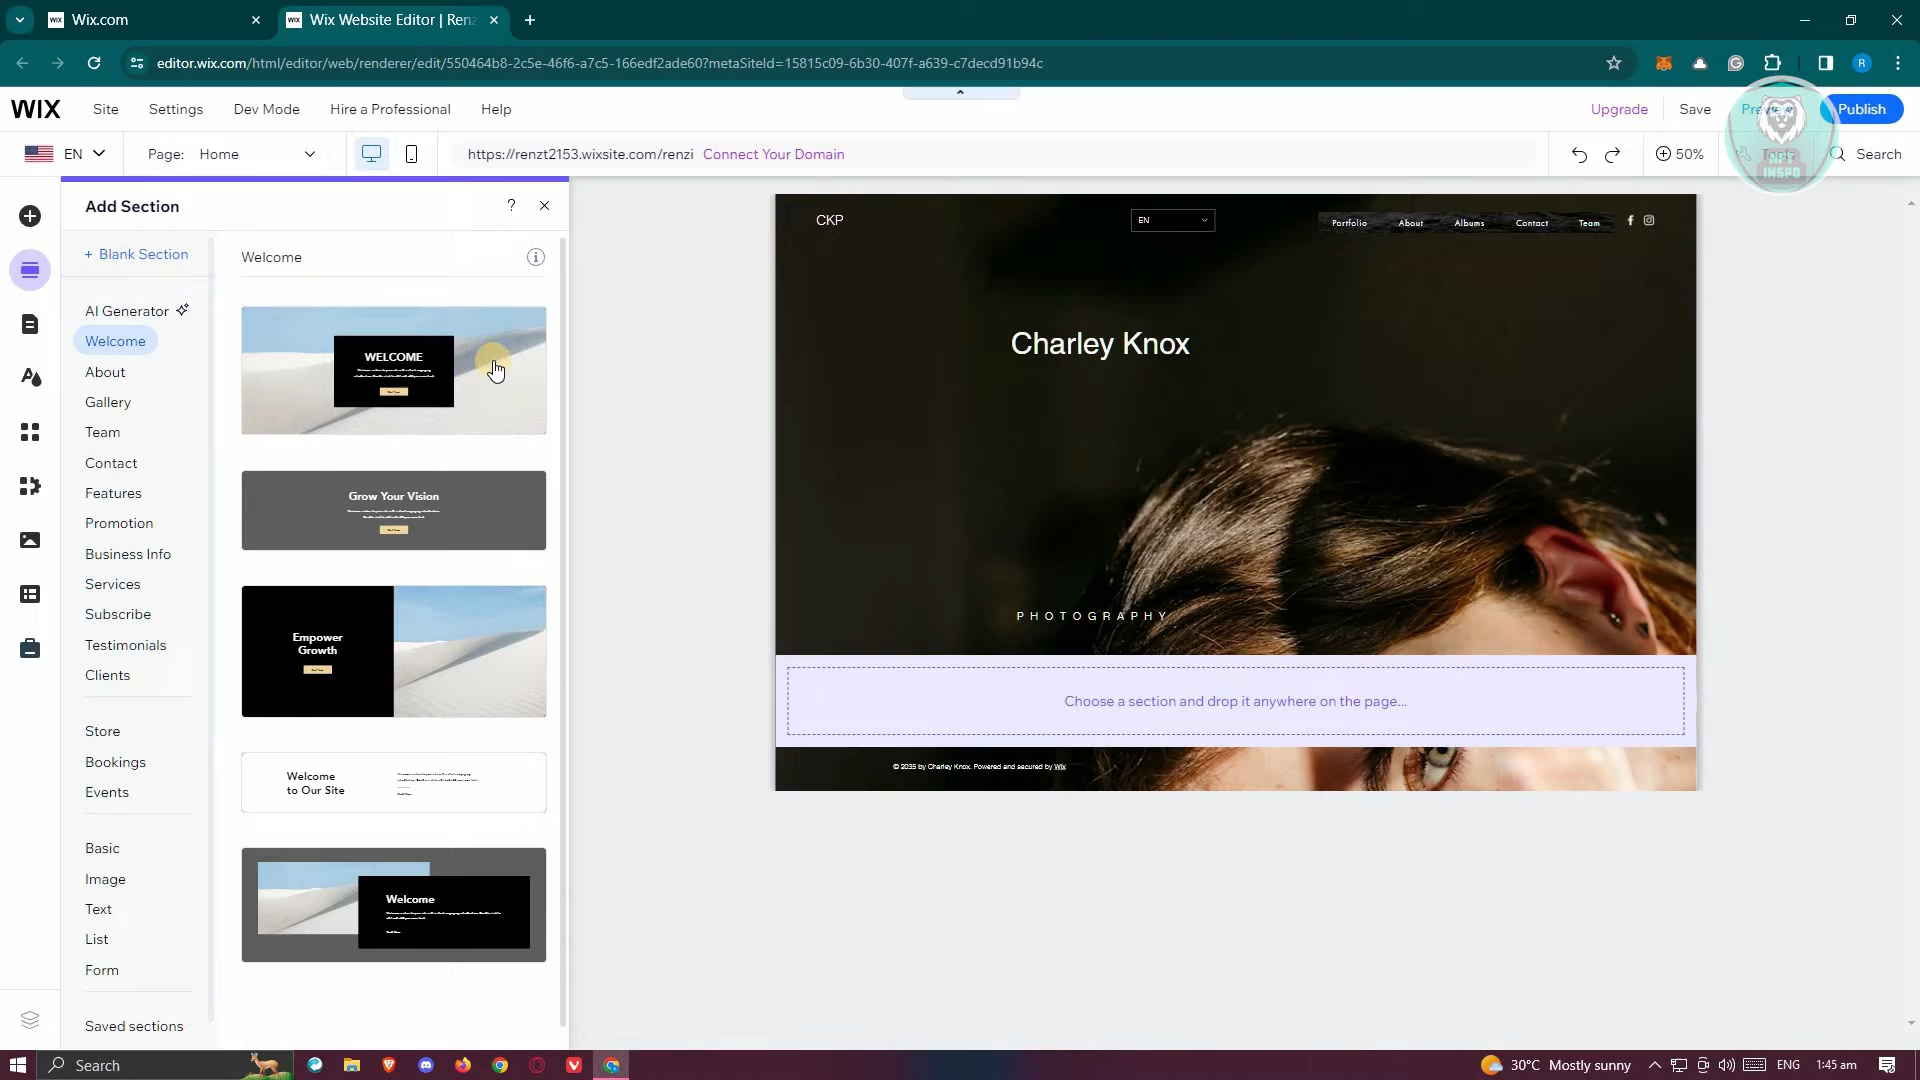 Wix.com
Wix Website Editor | Renz
editor.wix.com/html/editor/web/renderer/edit/550464b8-2c5e-46f6-a7c5-166edf2ade60?metaSiteId=15815c09-6b30-407f-a639-c7decd91b94c
WIX
Site
Settings
Dev Mode
Hire a Professional
Help
Upgrade
Save
Preview
Publish
EN
Page: Home
https://renzt2153.wixsite.com/renzi
Connect Your Domain
50%
Tools
Search
Add Section
?
+ Blank Section
AI Generator
Welcome
About
Gallery
Team
Contact
Features
Promotion
Business Info
Services
Subscribe
Testimonials
Clients
Store
Bookings
Events
Basic
Image
Text
List
Form
Saved sections
Welcome
WELCOME
Grow Your Vision
Empower
Growth
Welcome
to Our Site
Welcome
CKP
EN
Portfolio
About
Albums
Contact
Team
Charley Knox
PHOTOGRAPHY
Choose a section and drop it anywhere on the page...
© 2035 by Charley Knox. Powered and secured by Wix
INSPO
Search
30°C Mostly sunny
ENG
1:45 am